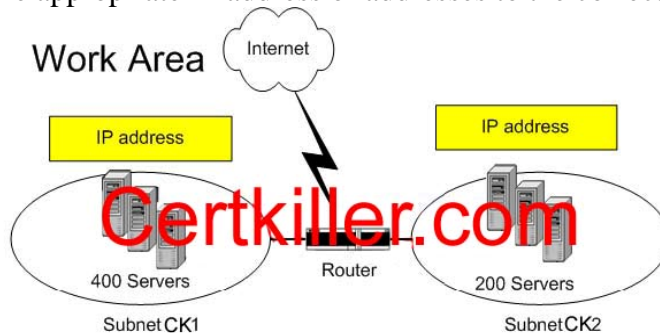 Internet
Work Area
IP address
IP address
Certkiller.com
Router
400 Servers
200 Servers
Subnet CK1
Subnet CK2